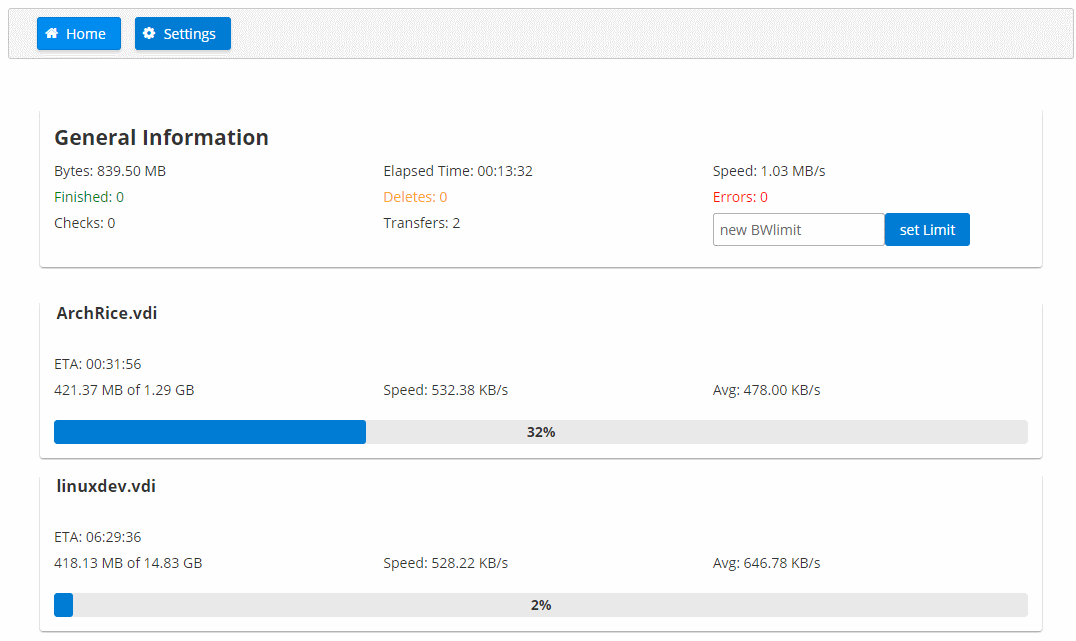 Home Settings
General Information
Bytes: 839.50 MB Elapsed Time: 00:13:32 Speed: 1.03 MB/s
Finished: 0 Deletes: 0 Errors: 0
Checks: 0 Transfers: 2
new BWlimit set Limit
ArchRice.vdi
ETA: 00:31:56
421.37 MB of 1.29 GB Speed: 532.38 KB/s Avg: 478.00 KB/s
32%
linuxdev.vdi
ETA: 06:29:36
418.13 MB of 14.83 GB Speed: 528.22 KB/s Avg: 646.78 KB/s
2%